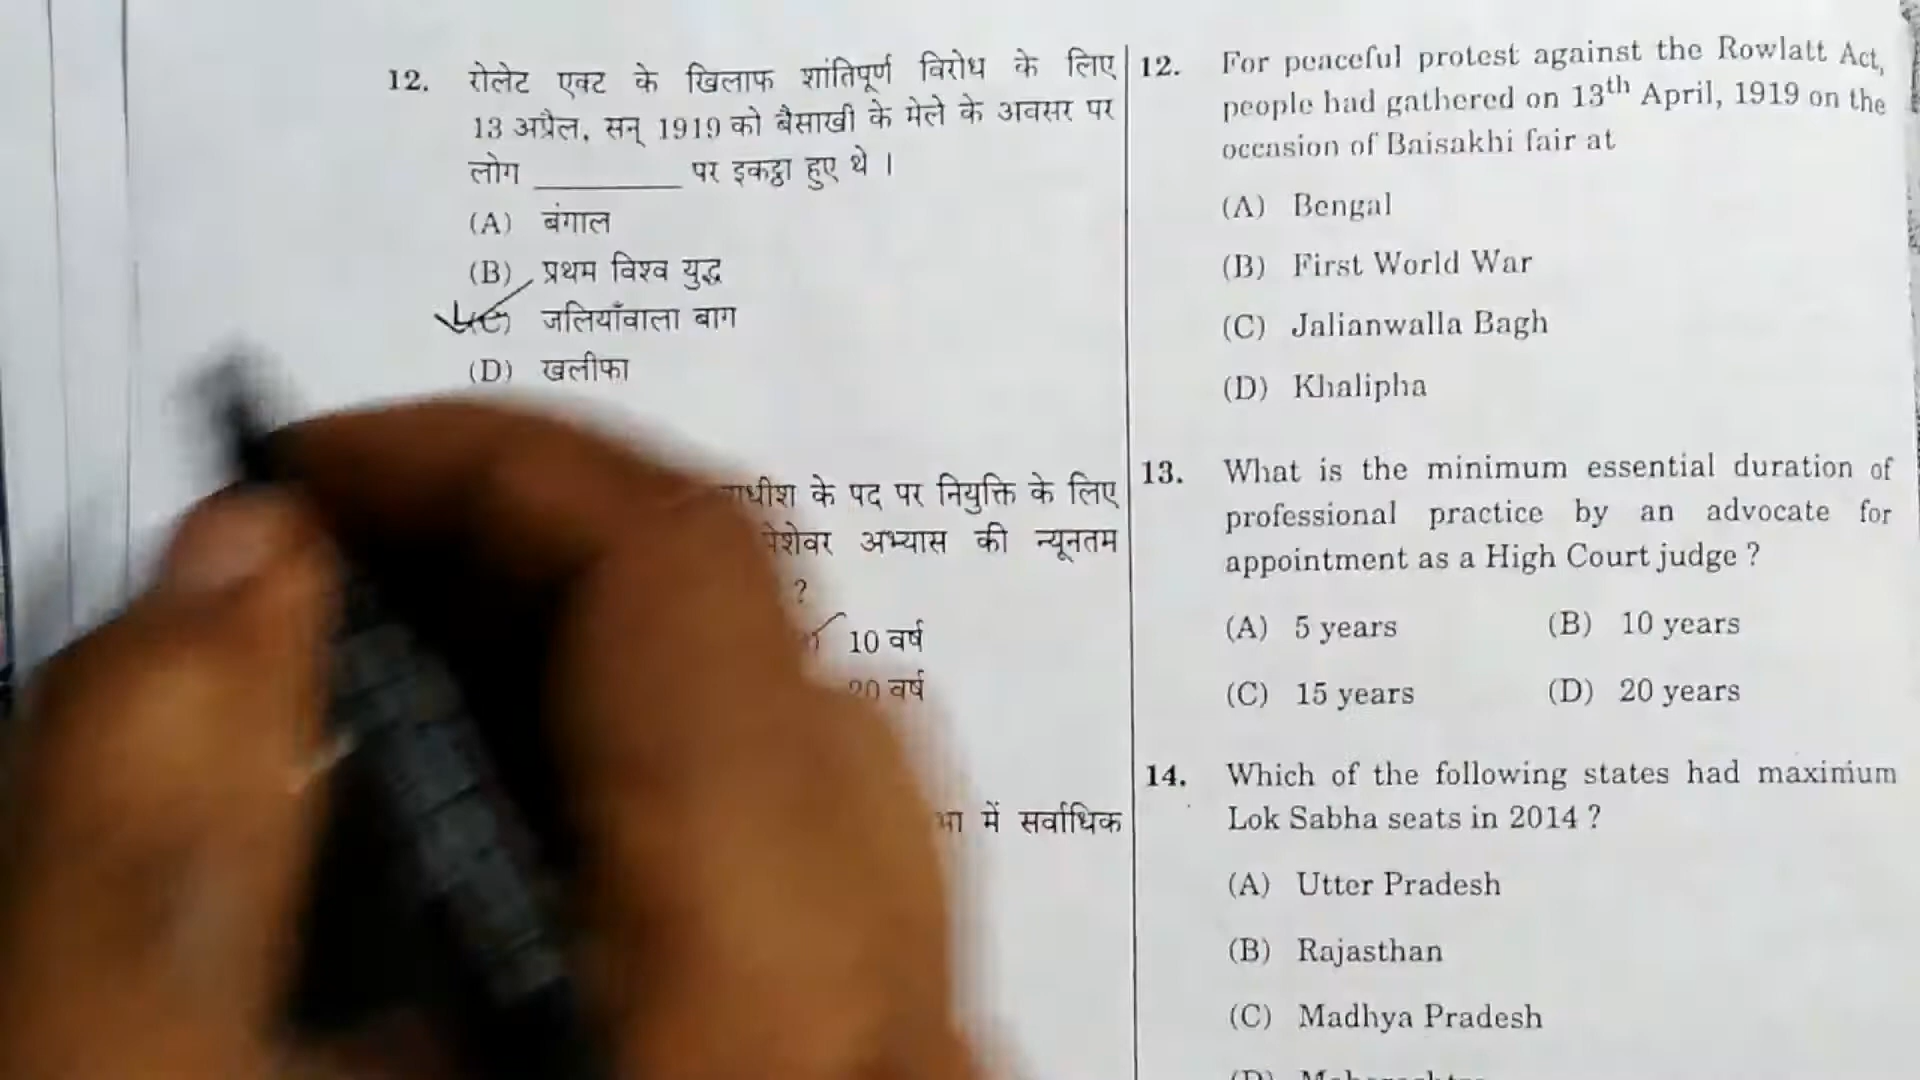 12. रोलेट एक्ट के खिलाफ शांतिपूर्ण विरोध के लिए
13 अप्रैल, सन् 1919 को बैसाखी के मेले के अवसर पर
लोग ________ पर इकट्ठा हुए थे ।
(A) बंगाल
(B) प्रथम विश्व युद्ध
(C) जलियाँवाला बाग
(D) खलीफा
के पद पर नियुक्ति के लिए
पेशेवर अभ्यास की न्यूनतम
?
10 वर्ष
20 वर्ष
में सर्वाधिक
12. For peaceful protest against the Rowlatt Act,
people had gathered on 13th April, 1919 on the
occasion of Baisakhi fair at
(A) Bengal
(B) First World War
(C) Jalianwalla Bagh
(D) Khalipha
13. What is the minimum essential duration of
professional practice by an advocate for
appointment as a High Court judge ?
(A) 5 years (B) 10 years
(C) 15 years (D) 20 years
14. Which of the following states had maximum
Lok Sabha seats in 2014 ?
(A) Utter Pradesh
(B) Rajasthan
(C) Madhya Pradesh